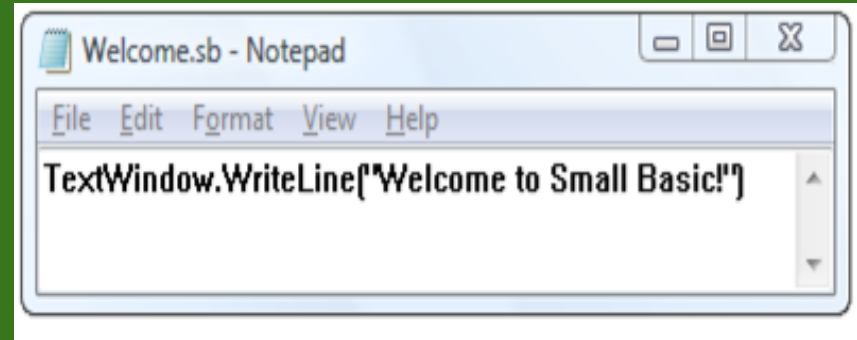 Welcome.sb - Notepad
File Edit Format View Help
TextWindow.WriteLine("Welcome to Small Basic!")